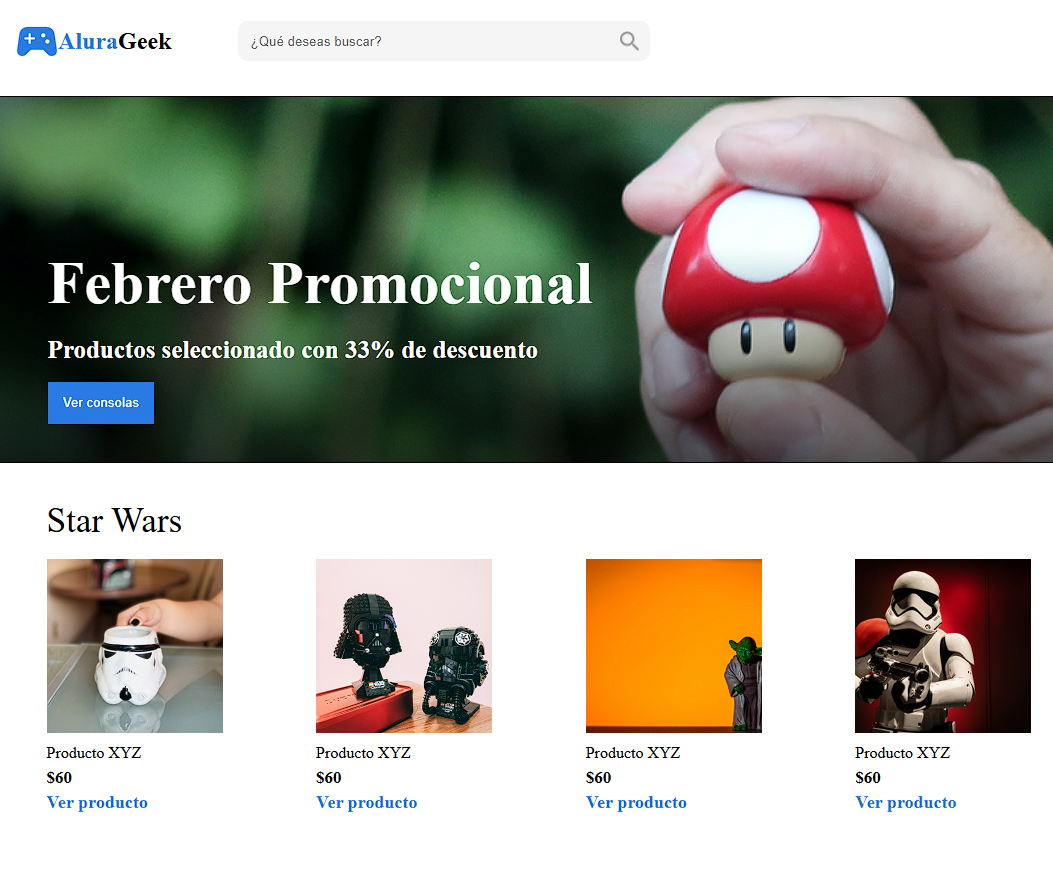 AluraGeek
¿Qué deseas buscar?
Febrero Promocional
Productos seleccionado con 33% de descuento
Ver consolas
Star Wars
Producto XYZ
$60
Ver producto
Producto XYZ
$60
Ver producto
Producto XYZ
$60
Ver producto
Producto XYZ
$60
Ver producto